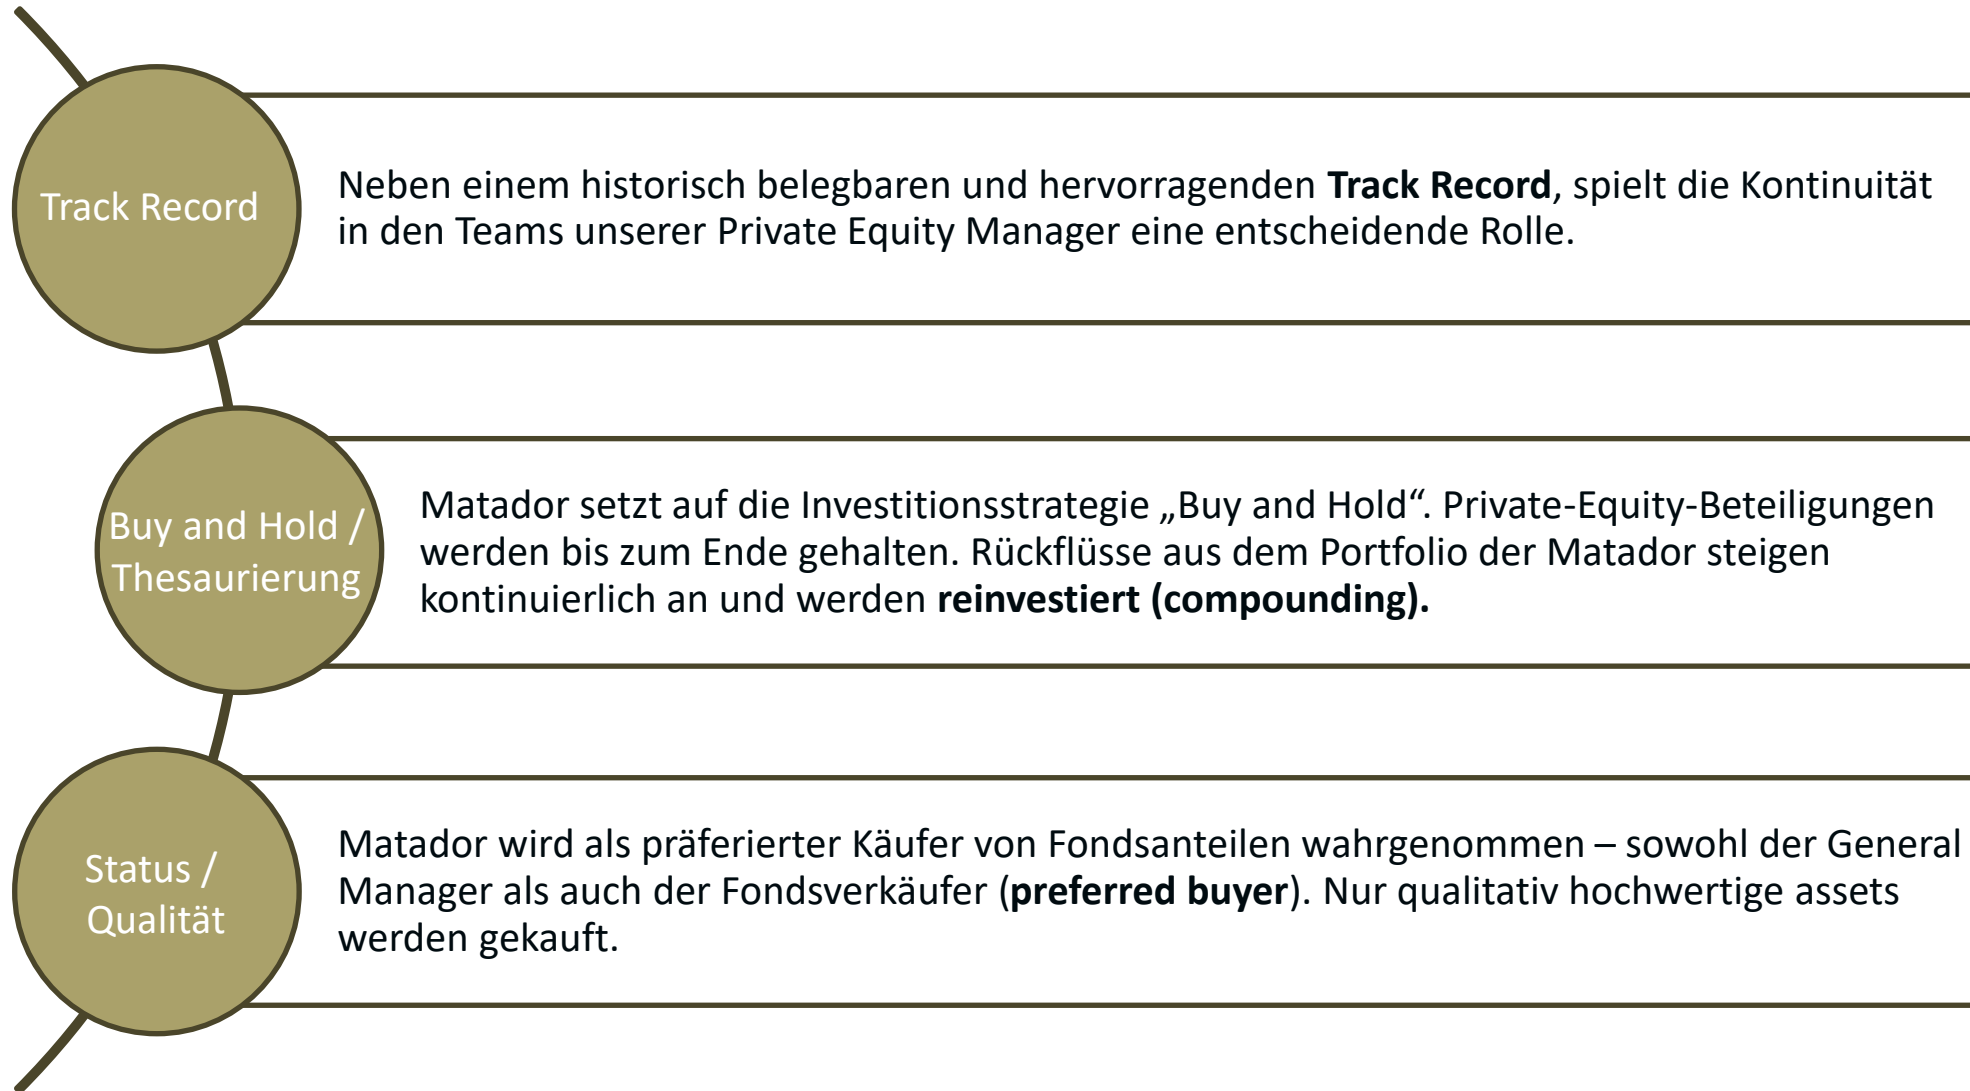 Track Record
Neben einem historisch belegbaren und hervorragenden Track Record, spielt die Kontinuität
in den Teams unserer Private Equity Manager eine entscheidende Rolle.
Buy and Hold /
Thesaurierung
Matador setzt auf die Investitionsstrategie „Buy and Hold“. Private-Equity-Beteiligungen
werden bis zum Ende gehalten. Rückflüsse aus dem Portfolio der Matador steigen
kontinuierlich an und werden reinvestiert (compounding).
Status /
Qualität
Matador wird als präferierter Käufer von Fondsanteilen wahrgenommen – sowohl der General
Manager als auch der Fondsverkäufer (preferred buyer). Nur qualitativ hochwertige assets
werden gekauft.